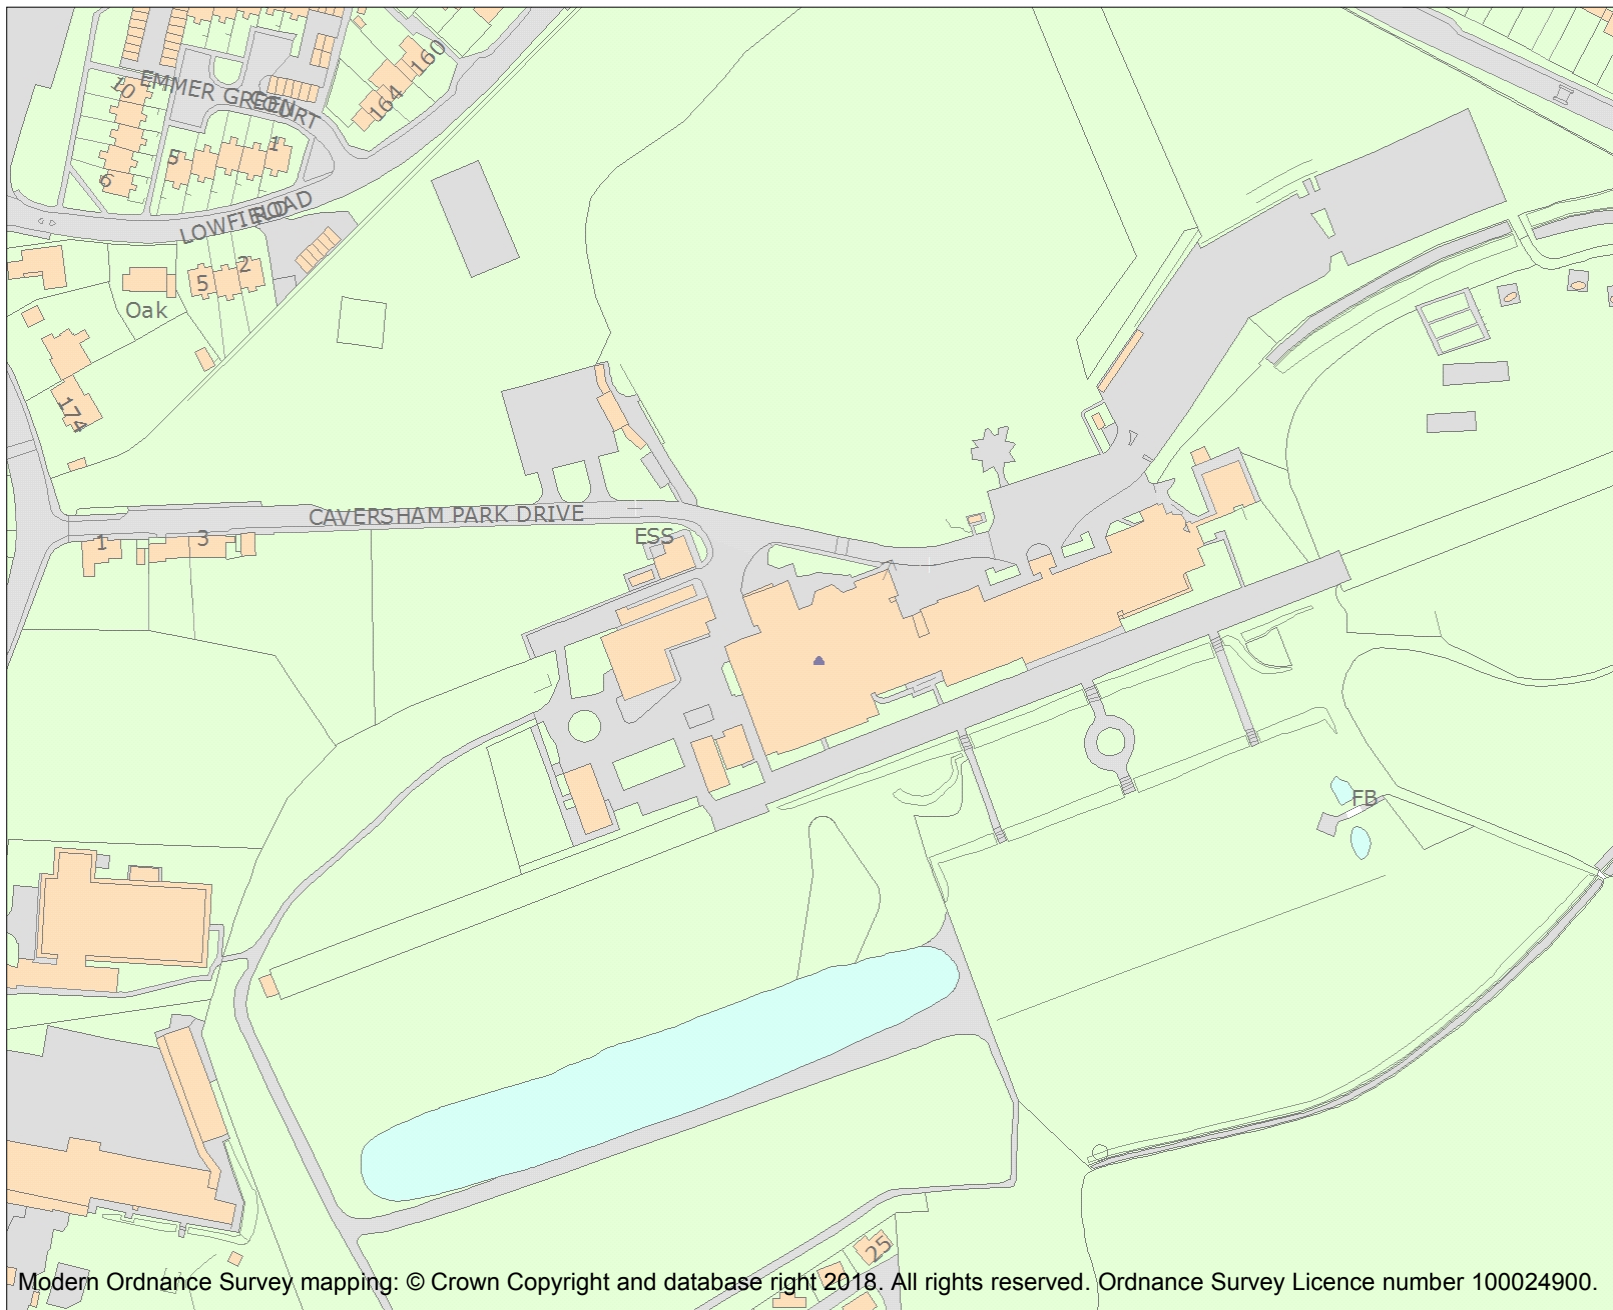 160
10
EMMER GREEN
COURT
164
1
5
6
LOWFIELD
ROAD
2
5
Oak
174
CAVERSHAM PARK DRIVE
1
3
ESS
FB
25
Modern Ordnance Survey mapping: © Crown Copyright and database right 2018. All rights reserved. Ordnance Survey Licence number 100024900.